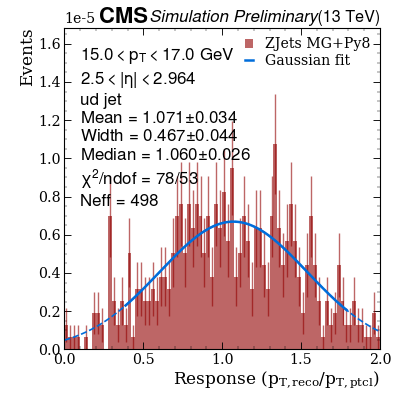 1e-5 CMS Simulation Preliminary (13 TeV)
Events
ZJets MG+Py8
Gaussian fit
15.0 < p_T < 17.0 GeV
2.5 < |η| < 2.964
ud jet
Mean = 1.071±0.034
Width = 0.467±0.044
Median = 1.060±0.026
χ²/ndof = 78/53
Neff = 498
1.6
1.4
1.2
1.0
0.8
0.6
0.4
0.2
0.0
0.0 0.5 1.0 1.5 2.0
Response (p_T,reco/p_T,ptcl)